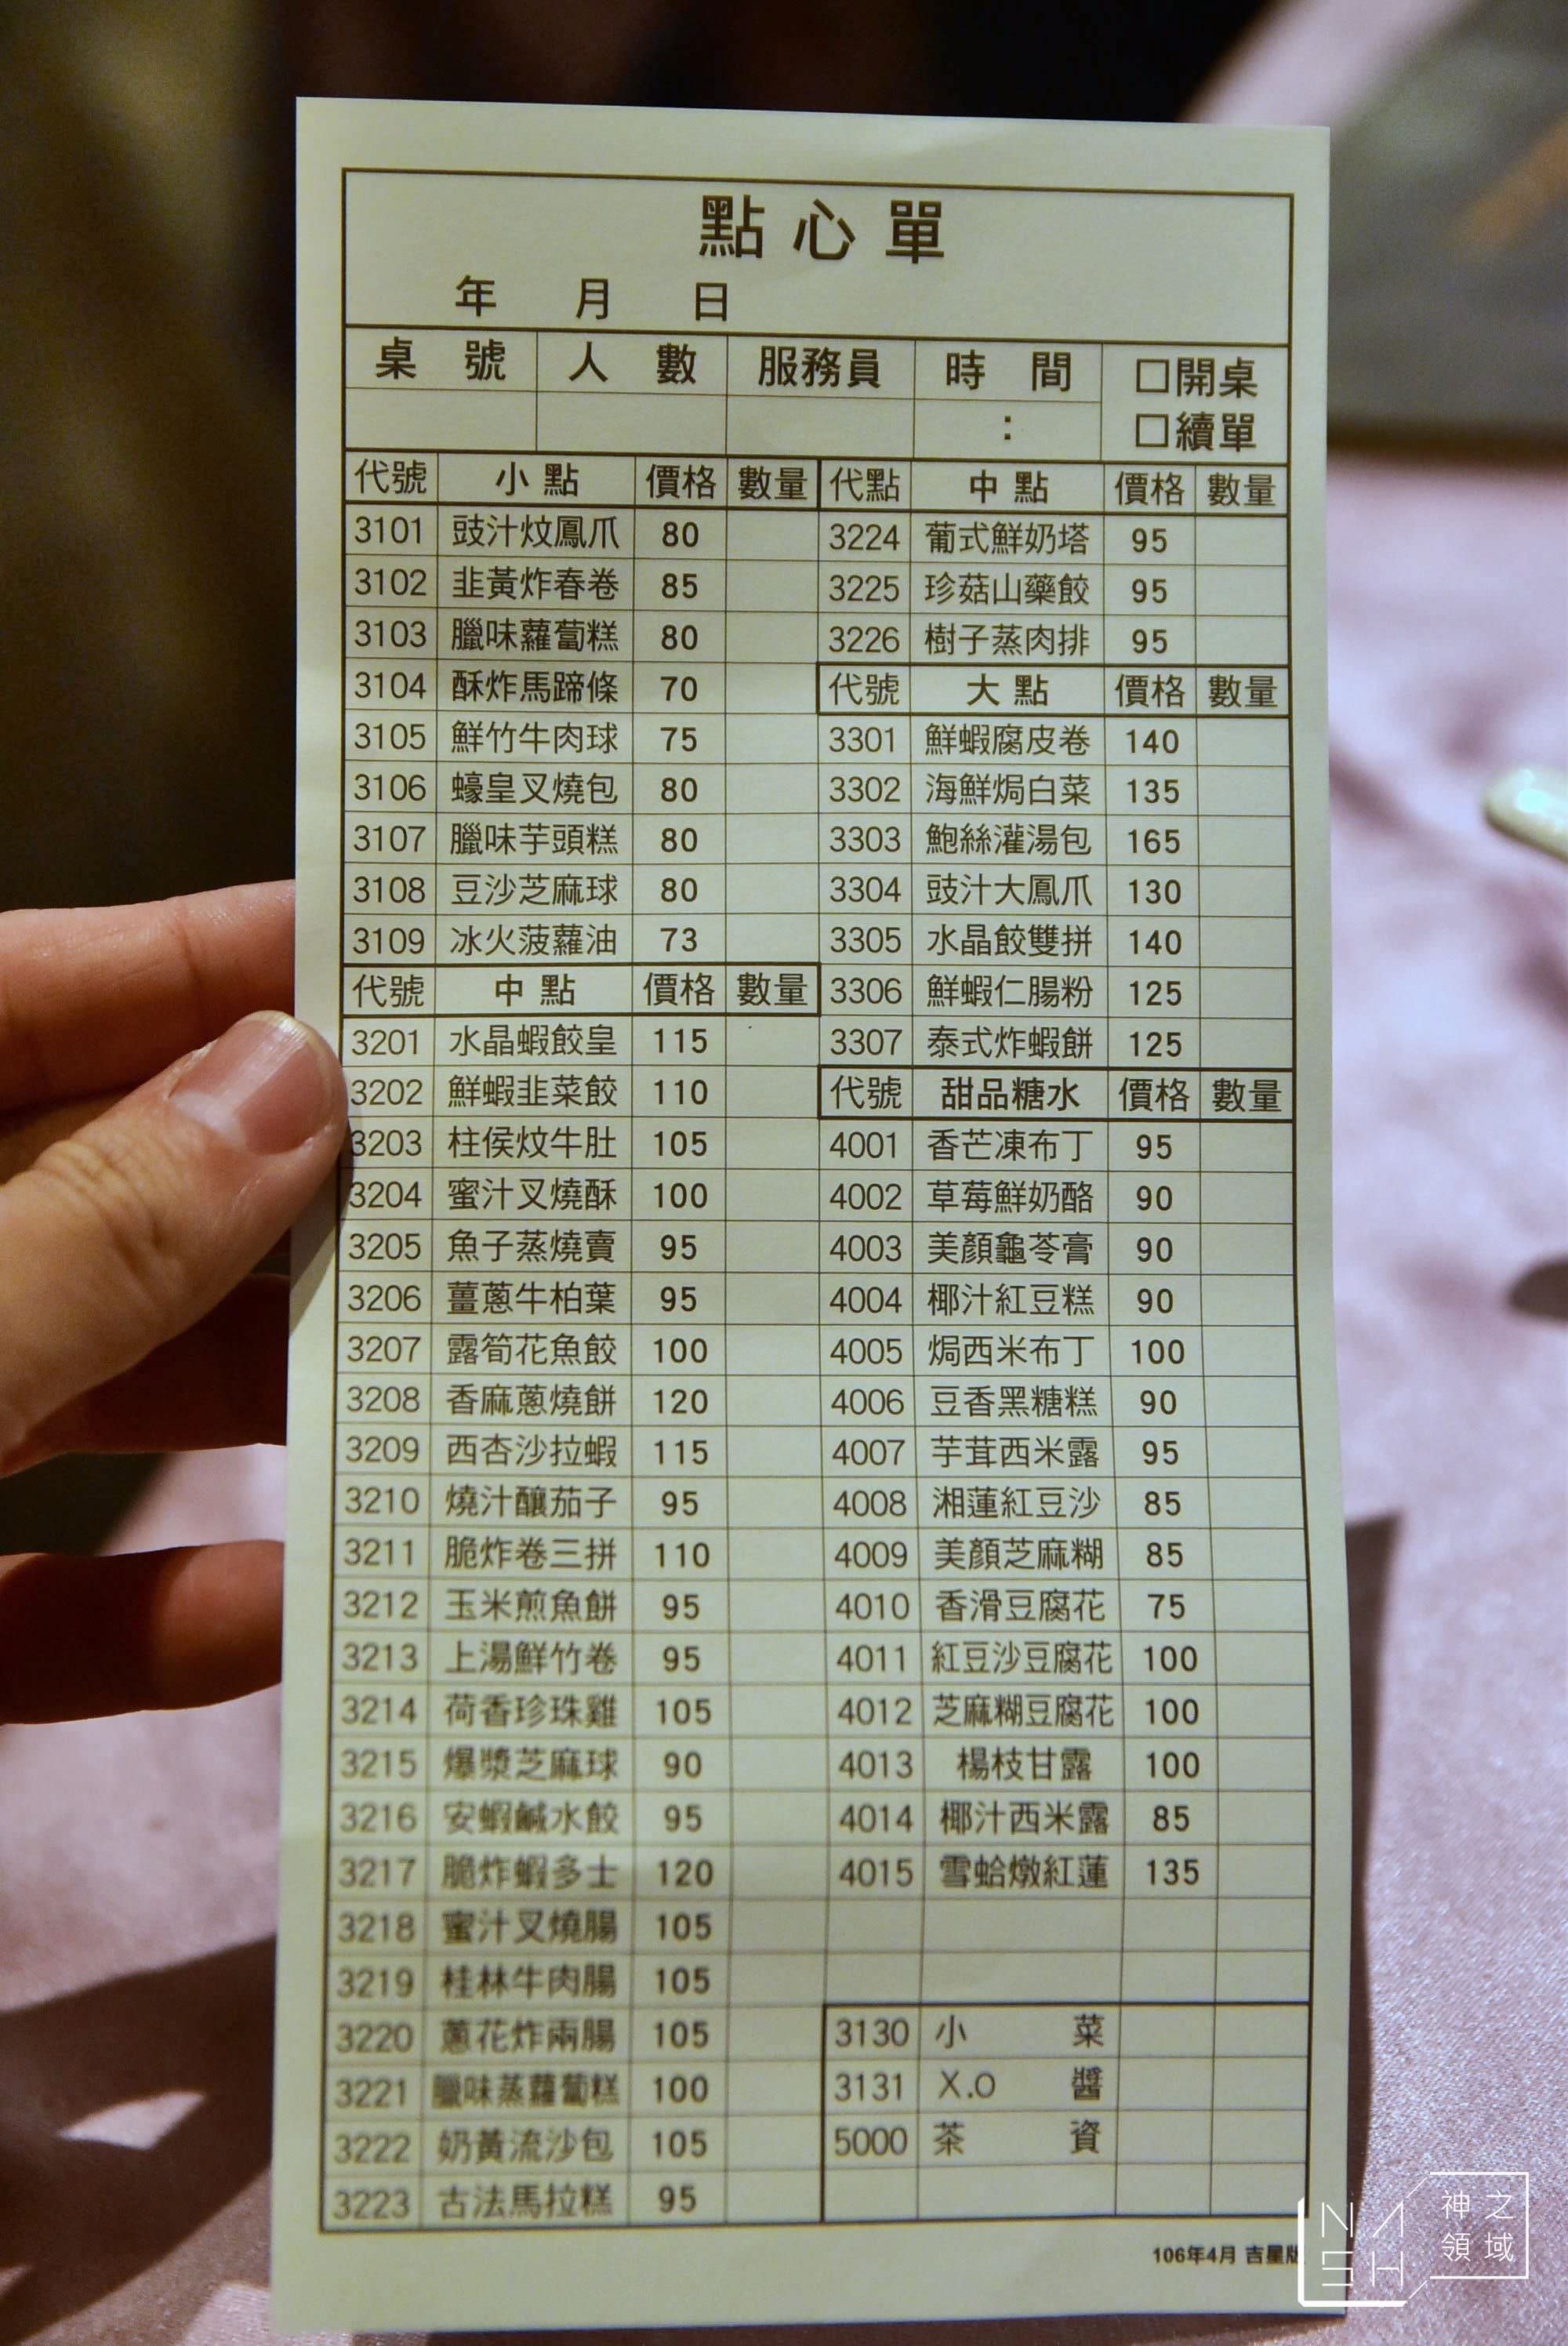 點心單
年 月 日
桌號 人數 服務員 時間 □開桌
: □續單
代號 小點 價格 數量
3101 豉汁炆鳳爪 80
3102 韭黃炸春卷 85
3103 臘味蘿蔔糕 80
3104 酥炸馬蹄條 70
3105 鮮竹牛肉球 75
3106 蠔皇叉燒包 80
3107 臘味芋頭糕 80
3108 豆沙芝麻球 80
3109 冰火菠蘿油 73
代號 中點 價格 數量
3201 水晶蝦餃皇 115
3202 鮮蝦韭菜餃 110
3203 柱侯炆牛肚 105
3204 蜜汁叉燒酥 100
3205 魚子蒸燒賣 95
3206 薑蔥牛柏葉 95
3207 露筍花魚餃 100
3208 香麻蔥燒餅 120
3209 西杏沙拉蝦 115
3210 燒汁釀茄子 95
3211 脆炸卷三拼 110
3212 玉米煎魚餅 95
3213 上湯鮮竹卷 95
3214 荷香珍珠雞 105
3215 爆漿芝麻球 90
3216 安蝦鹹水餃 95
3217 脆炸蝦多士 120
3218 蜜汁叉燒腸 105
3219 桂林牛肉腸 105
3220 蔥花炸兩腸 105
3221 臘味蒸蘿蔔糕 100
3222 奶黃流沙包 105
3223 古法馬拉糕 95
代點 中點 價格 數量
3224 葡式鮮奶塔 95
3225 珍菇山藥餃 95
3226 樹子蒸肉排 95
代號 大點 價格 數量
3301 鮮蝦腐皮卷 140
3302 海鮮焗白菜 135
3303 鮑絲灌湯包 165
3304 豉汁大鳳爪 130
3305 水晶餃雙拼 140
3306 鮮蝦仁腸粉 125
3307 泰式炸蝦餅 125
代號 甜品糖水 價格 數量
4001 香芒凍布丁 95
4002 草莓鮮奶酪 90
4003 美顏龜苓膏 90
4004 椰汁紅豆糕 90
4005 焗西米布丁 100
4006 豆香黑糖糕 90
4007 芋茸西米露 95
4008 湘蓮紅豆沙 85
4009 美顏芝麻糊 85
4010 香滑豆腐花 75
4011 紅豆沙豆腐花 100
4012 芝麻糊豆腐花 100
4013 楊枝甘露 100
4014 椰汁西米露 85
4015 雪蛤燉紅蓮 135
3130 小菜
3131 X.O 醬
5000 茶資
106年4月 吉星版
NASH
神之
領域